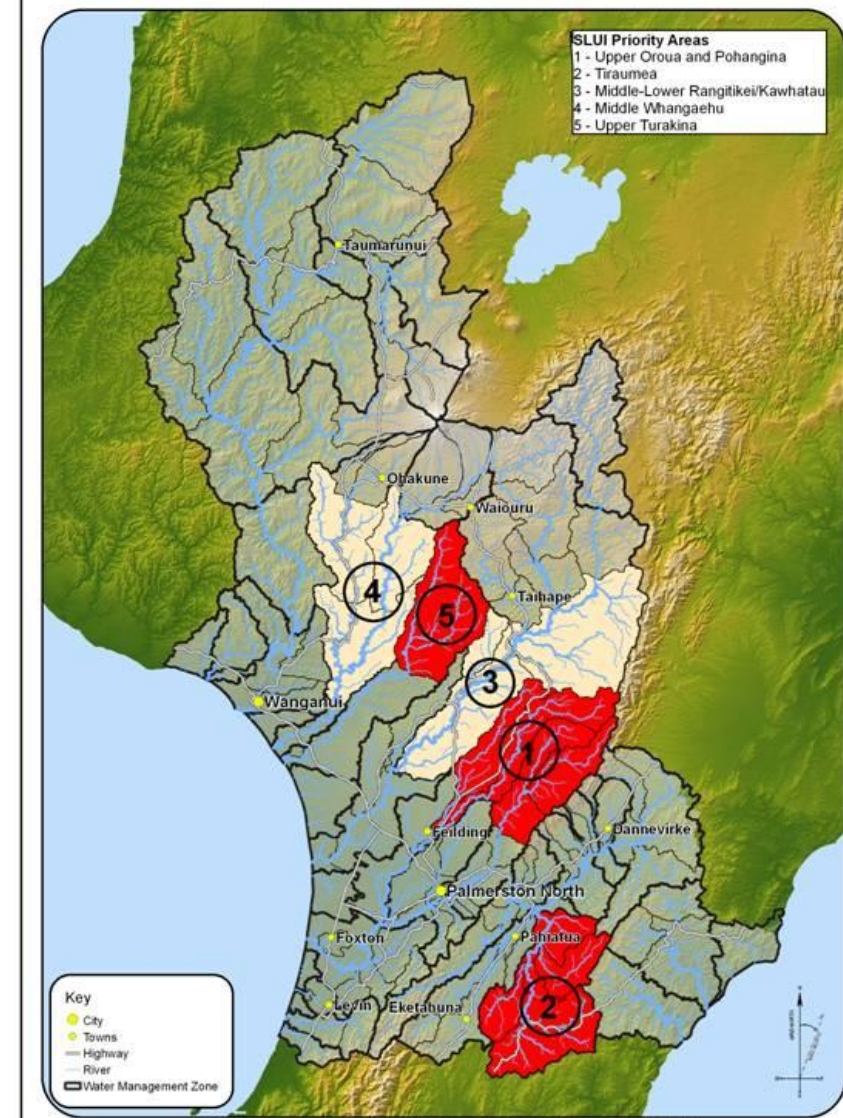 SLUI Priority Areas
1 - Upper Oroua and Pohangina
2 - Tiraumea
3 - Middle-Lower Rangitikei/Kawhatau
4 - Middle Whangaehu
5 - Upper Turakina
Taumarunui
Ohakune
Waiouru
4
5
Taihape
3
Wanganui
1
Feilding
Dannevirke
Palmerston North
Foxton
Pahiatua
Levin
Eketahuna
2
Key
City
Towns
Highway
River
Water Management Zone